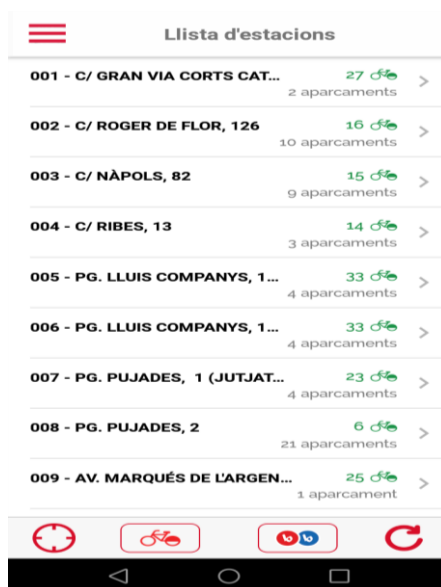 Llista d'estacions
001 - C/ GRAN VIA CORTS CAT... 27
2 aparcaments
002 - C/ ROGER DE FLOR, 126 16
10 aparcaments
003 - C/ NÀPOLS, 82 15
9 aparcaments
004 - C/ RIBES, 13 14
3 aparcaments
005 - PG. LLUIS COMPANYS, 1... 33
4 aparcaments
006 - PG. LLUIS COMPANYS, 1... 33
4 aparcaments
007 - PG. PUJADES, 1 (JUTJAT... 23
4 aparcaments
008 - PG. PUJADES, 2 6
21 aparcaments
009 - AV. MARQUÉS DE L'ARGEN... 25
1 aparcament
b b